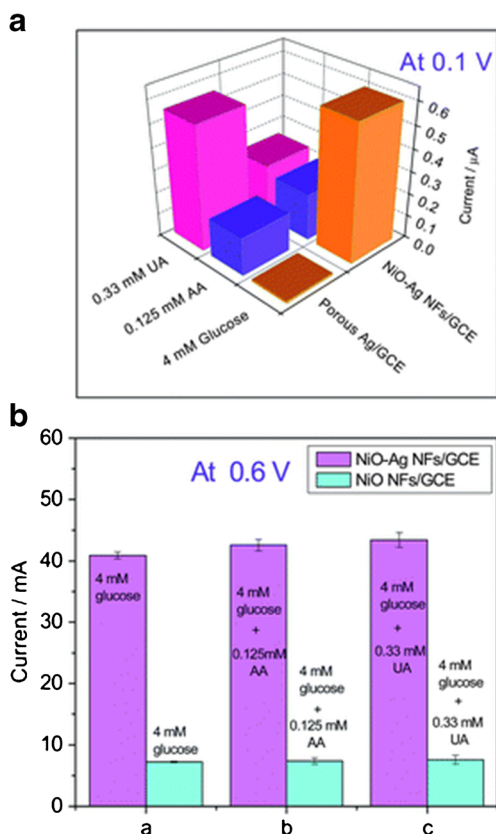 a
At 0.1 V
0.6
0.5
0.4
0.3
0.2
0.1
0.0
Current / μA
0.33 mM UA
0.125 mM AA
4 mM Glucose
Porous Ag/GCE
NiO-Ag NFs/GCE
b
60
50
40
30
20
10
0
Current / mA
At 0.6 V
NiO-Ag NFs/GCE
NiO NFs/GCE
4 mM
glucose
4 mM
glucose
4 mM
glucose
+
0.125mM
AA
4 mM
glucose
+
0.125 mM
AA
4 mM
glucose
+
0.33 mM
UA
4 mM
glucose
+
0.33 mM
UA
a
b
c